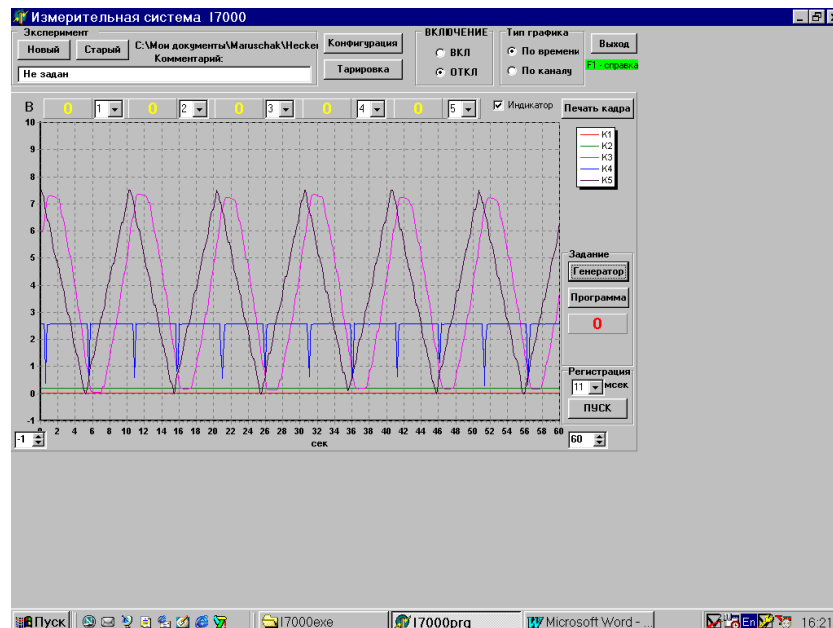 Измерительная система I7000
Эксперимент
Новый Старый C:\Мои документы\Maruschak\Hecker
Комментарий:
Не задан
Конфигурация
Тарировка
ВКЛЮЧЕНИЕ
ВКЛ
ОТКЛ
Тип графика
По времени
По каналу
Выход
F1 - справка
В 0 1 0 2 0 3 0 4 0 5 Индикатор Печать кадра
10
9
8
7
6
5
4
3
2
1
0
-1
K1
K2
K3
K4
K5
Задание
Генератор
Программа
0
Регистрация
11 мсек
ПУСК
0 2 4 6 8 10 12 14 16 18 20 22 24 26 28 30 32 34 36 38 40 42 44 46 48 50 52 54 56 58 60
-1 сек 60
Пуск I7000exe I7000prg Microsoft Word - ... En 16:21